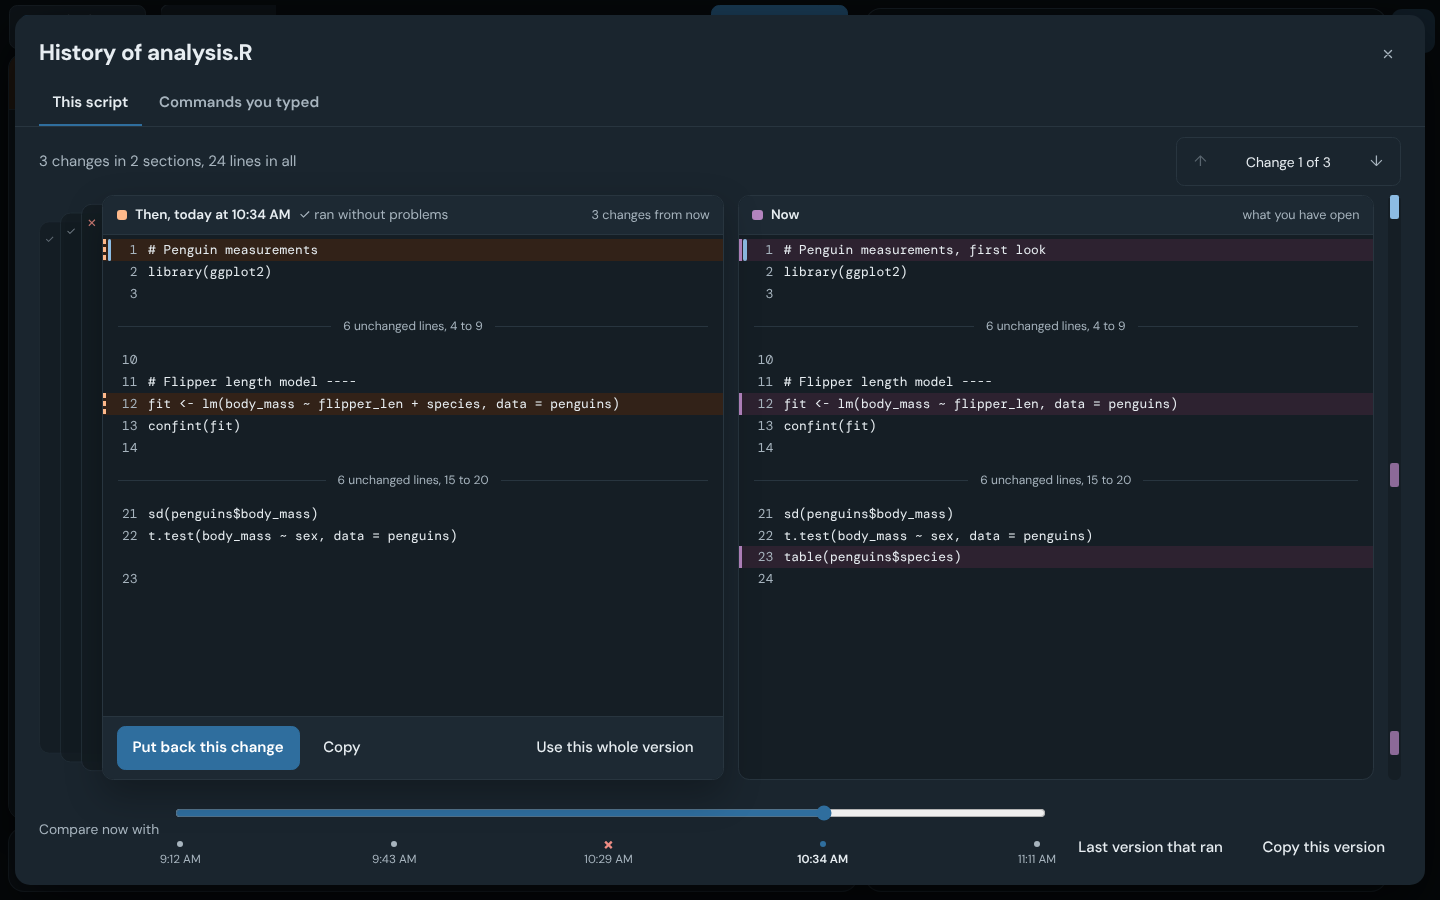 History of analysis.R
×
This script
Commands you typed
3 changes in 2 sections, 24 lines in all
↑ Change 1 of 3 ↓
Then, today at 10:34 AM ✓ ran without problems 3 changes from now
1 # Penguin measurements
2 library(ggplot2)
3
6 unchanged lines, 4 to 9
10
11 # Flipper length model ----
12 fit <- lm(body_mass ~ flipper_len + species, data = penguins)
13 confint(fit)
14
6 unchanged lines, 15 to 20
21 sd(penguins$body_mass)
22 t.test(body_mass ~ sex, data = penguins)
23
Put back this change
Copy
Use this whole version
Now what you have open
1 # Penguin measurements, first look
2 library(ggplot2)
3
6 unchanged lines, 4 to 9
10
11 # Flipper length model ----
12 fit <- lm(body_mass ~ flipper_len, data = penguins)
13 confint(fit)
14
6 unchanged lines, 15 to 20
21 sd(penguins$body_mass)
22 t.test(body_mass ~ sex, data = penguins)
23 table(penguins$species)
24
Compare now with
9:12 AM
9:43 AM
10:29 AM
10:34 AM
11:11 AM
Last version that ran
Copy this version